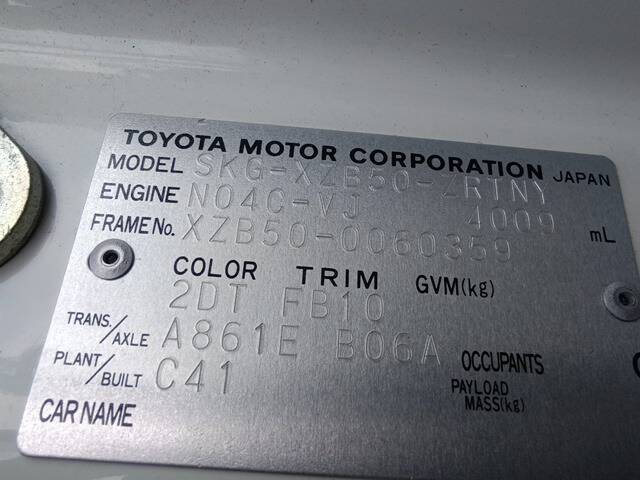 TOYOTA MOTOR CORPORATION JAPAN
MODEL SKG-XZB50-ZRTNY
ENGINE N04C-VJ 4009 mL
FRAME No. XZB50-0060359
COLOR TRIM GVM(kg)
2DT FB10
TRANS./AXLE A861E B06A OCCUPANTS
PLANT/BUILT C41 PAYLOAD MASS(kg)
CAR NAME